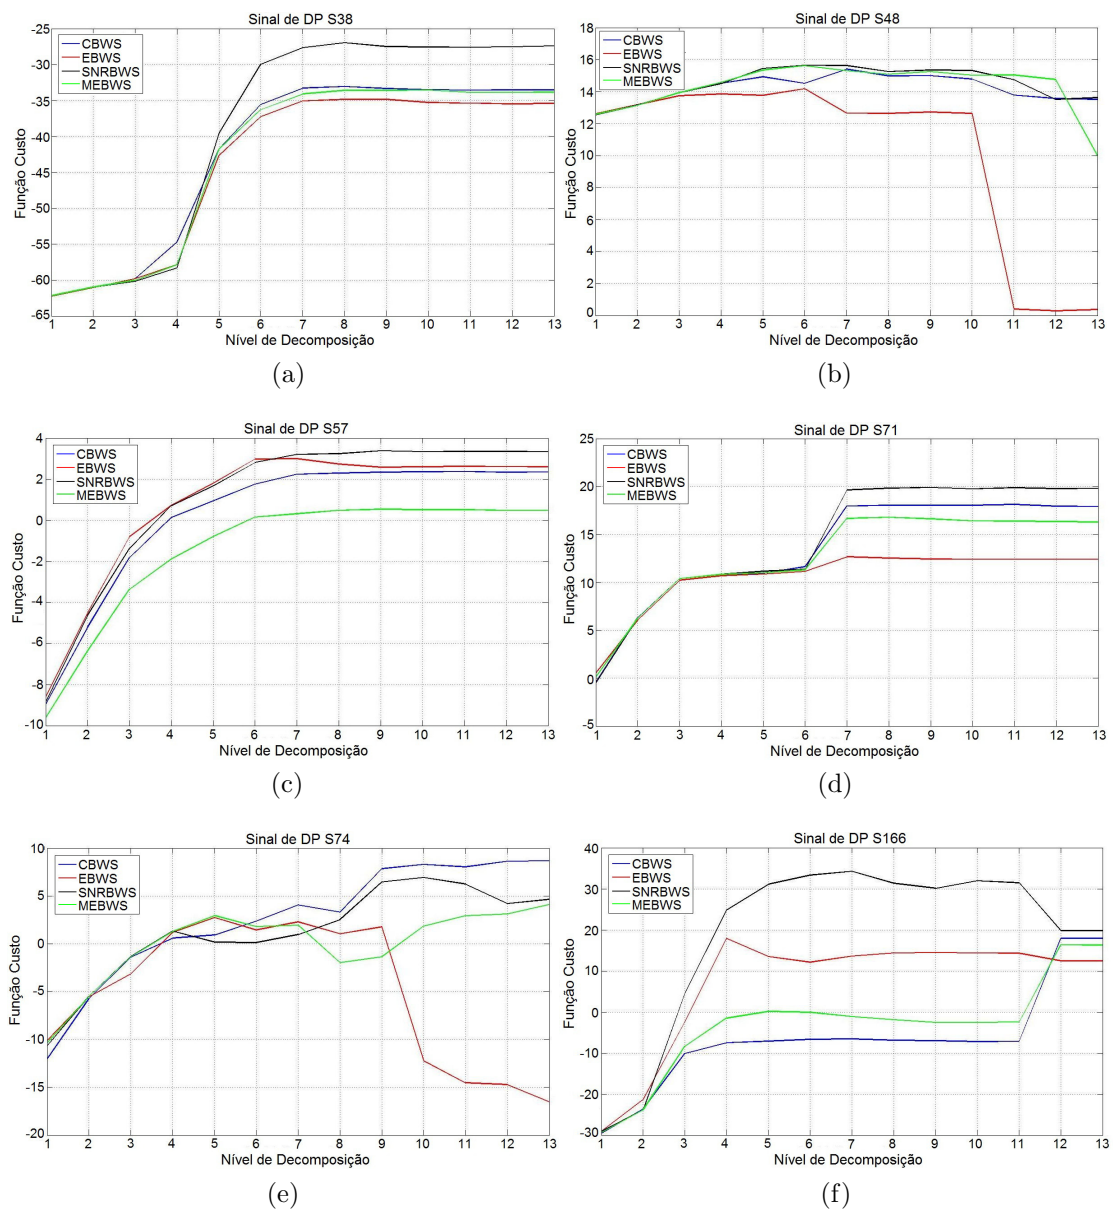 Sinal de DP S38
-25
-30
-35
-40
-45
-50
-55
-60
-65
Função Custo
CBWS
EBWS
SNRBWS
MEBWS
1 2 3 4 5 6 7 8 9 10 11 12 13
Nível de Decomposição
(a)
Sinal de DP S48
18
16
14
12
10
8
6
4
2
0
Função Custo
CBWS
EBWS
SNRBWS
MEBWS
1 2 3 4 5 6 7 8 9 10 11 12 13
Nível de Decomposição
(b)
Sinal de DP S57
4
2
0
-2
-4
-6
-8
-10
Função Custo
CBWS
EBWS
SNRBWS
MEBWS
1 2 3 4 5 6 7 8 9 10 11 12 13
Nível de Decomposição
(c)
Sinal de DP S71
25
20
15
10
5
0
-5
Função Custo
CBWS
EBWS
SNRBWS
MEBWS
1 2 3 4 5 6 7 8 9 10 11 12 13
Nível de Decomposição
(d)
Sinal de DP S74
10
5
0
-5
-10
-15
-20
Função Custo
CBWS
EBWS
SNRBWS
MEBWS
1 2 3 4 5 6 7 8 9 10 11 12 13
Nível de Decomposição
(e)
Sinal de DP S166
40
30
20
10
0
-10
-20
-30
Função Custo
CBWS
EBWS
SNRBWS
MEBWS
1 2 3 4 5 6 7 8 9 10 11 12 13
Nível de Decomposição
(f)